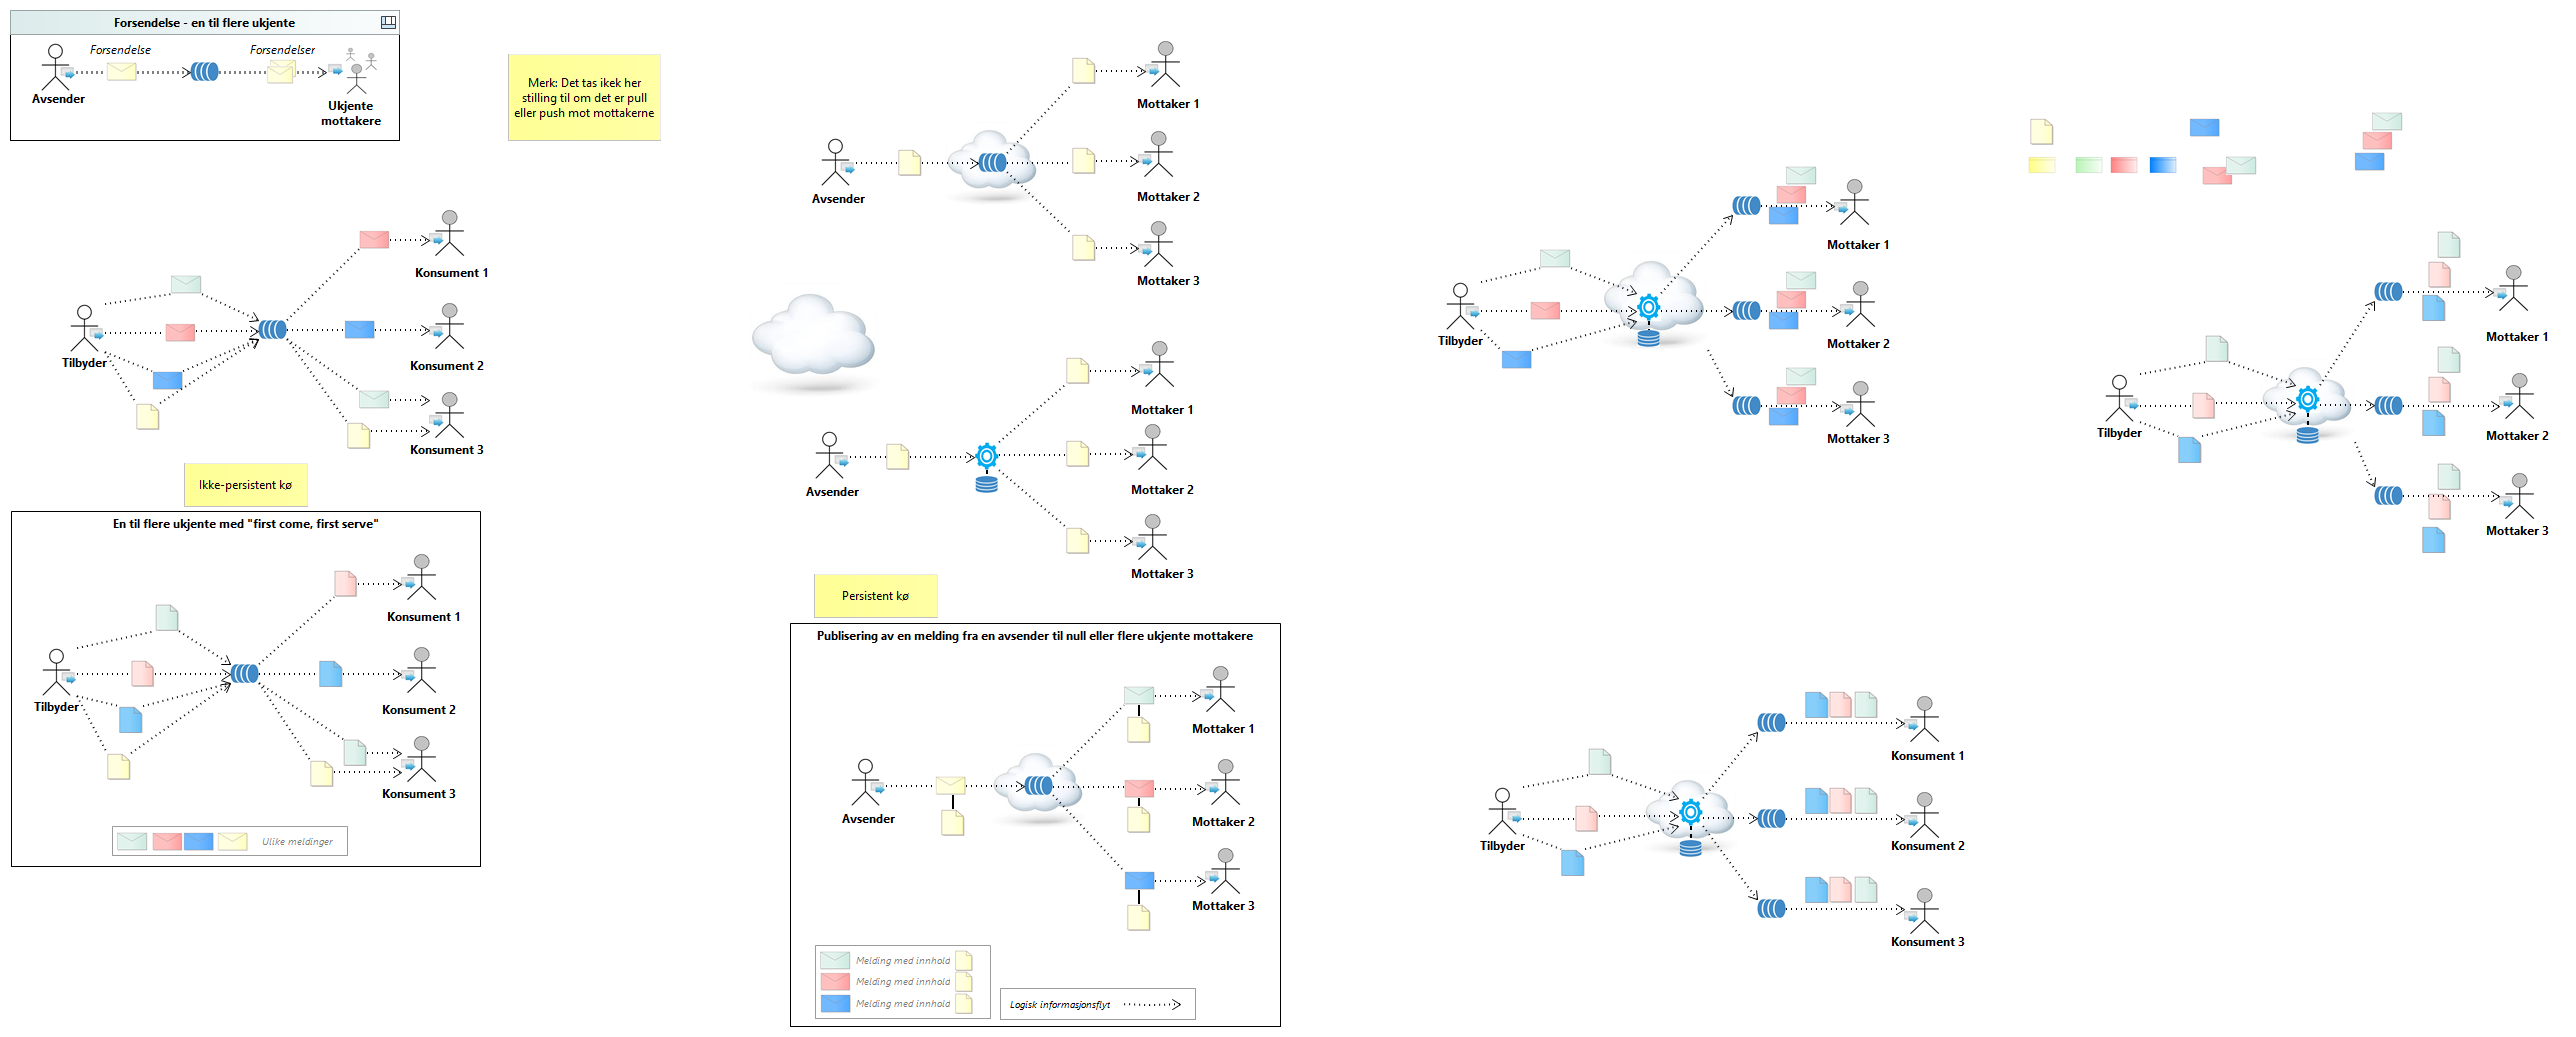 Forsendelse - en til flere ukjente
Forsendelse
Forsendelser
Avsender
Ukjente
mottakere
Merk: Det tas ikek her
stilling til om det er pull
eller push mot mottakerne
Konsument 1
Konsument 2
Konsument 3
Tilbyder
Ikke-persistent kø
En til flere ukjente med "first come, first serve"
Konsument 1
Konsument 2
Konsument 3
Tilbyder
Ulike meldinger
Avsender
Mottaker 1
Mottaker 2
Mottaker 3
Avsender
Mottaker 1
Mottaker 2
Mottaker 3
Persistent kø
Publisering av en melding fra en avsender til null eller flere ukjente mottakere
Avsender
Mottaker 1
Mottaker 2
Mottaker 3
Melding med innhold
Melding med innhold
Melding med innhold
Logisk informasjonsflyt
Tilbyder
Mottaker 1
Mottaker 2
Mottaker 3
Tilbyder
Mottaker 1
Mottaker 2
Mottaker 3
Tilbyder
Konsument 1
Konsument 2
Konsument 3